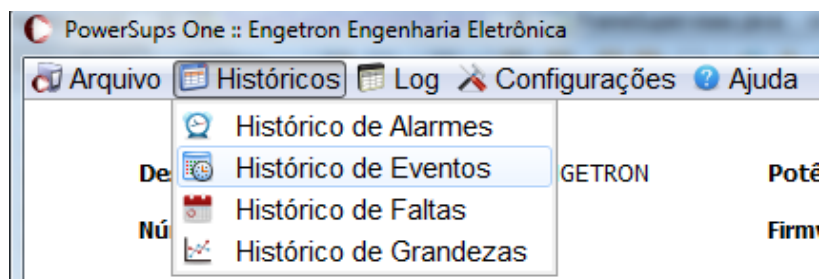 PowerSups One :: Engetron Engenharia Eletrônica
Arquivo Históricos Log Configurações Ajuda
Histórico de Alarmes
Histórico de Eventos
GETRON
Histórico de Faltas
Histórico de Grandezas